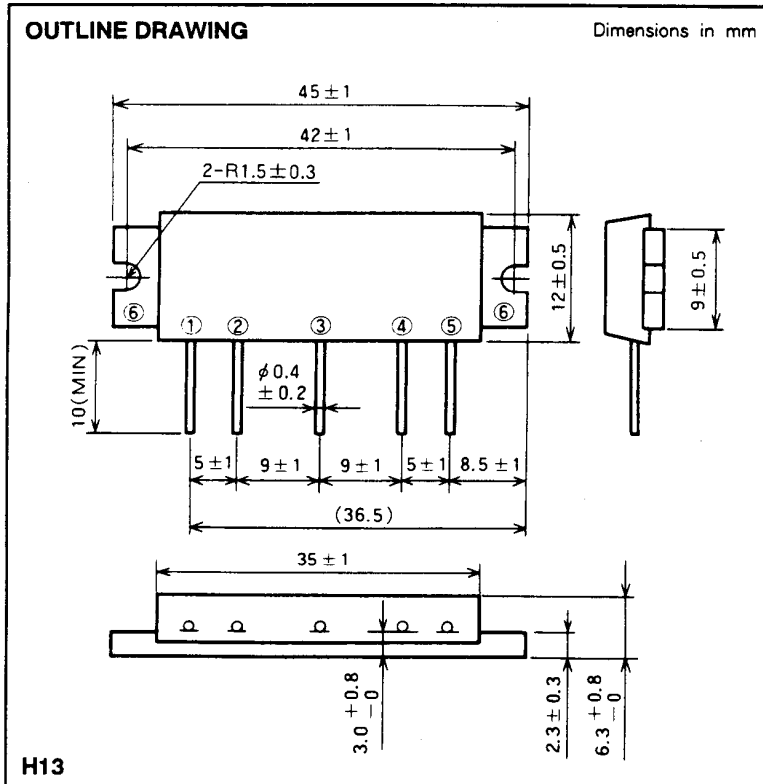 OUTLINE DRAWING
Dimensions in mm
45±1
42±1
2-R1.5±0.3
12±0.5
9±0.5
⑥
⑥
① ② ③ ④ ⑤
10(MIN)
φ0.4
±0.2
5±1
9±1
9±1
5±1
8.5±1
(36.5)
35±1
3.0 +0.8
-0
2.3±0.3
6.3 +0.8
-0
H13